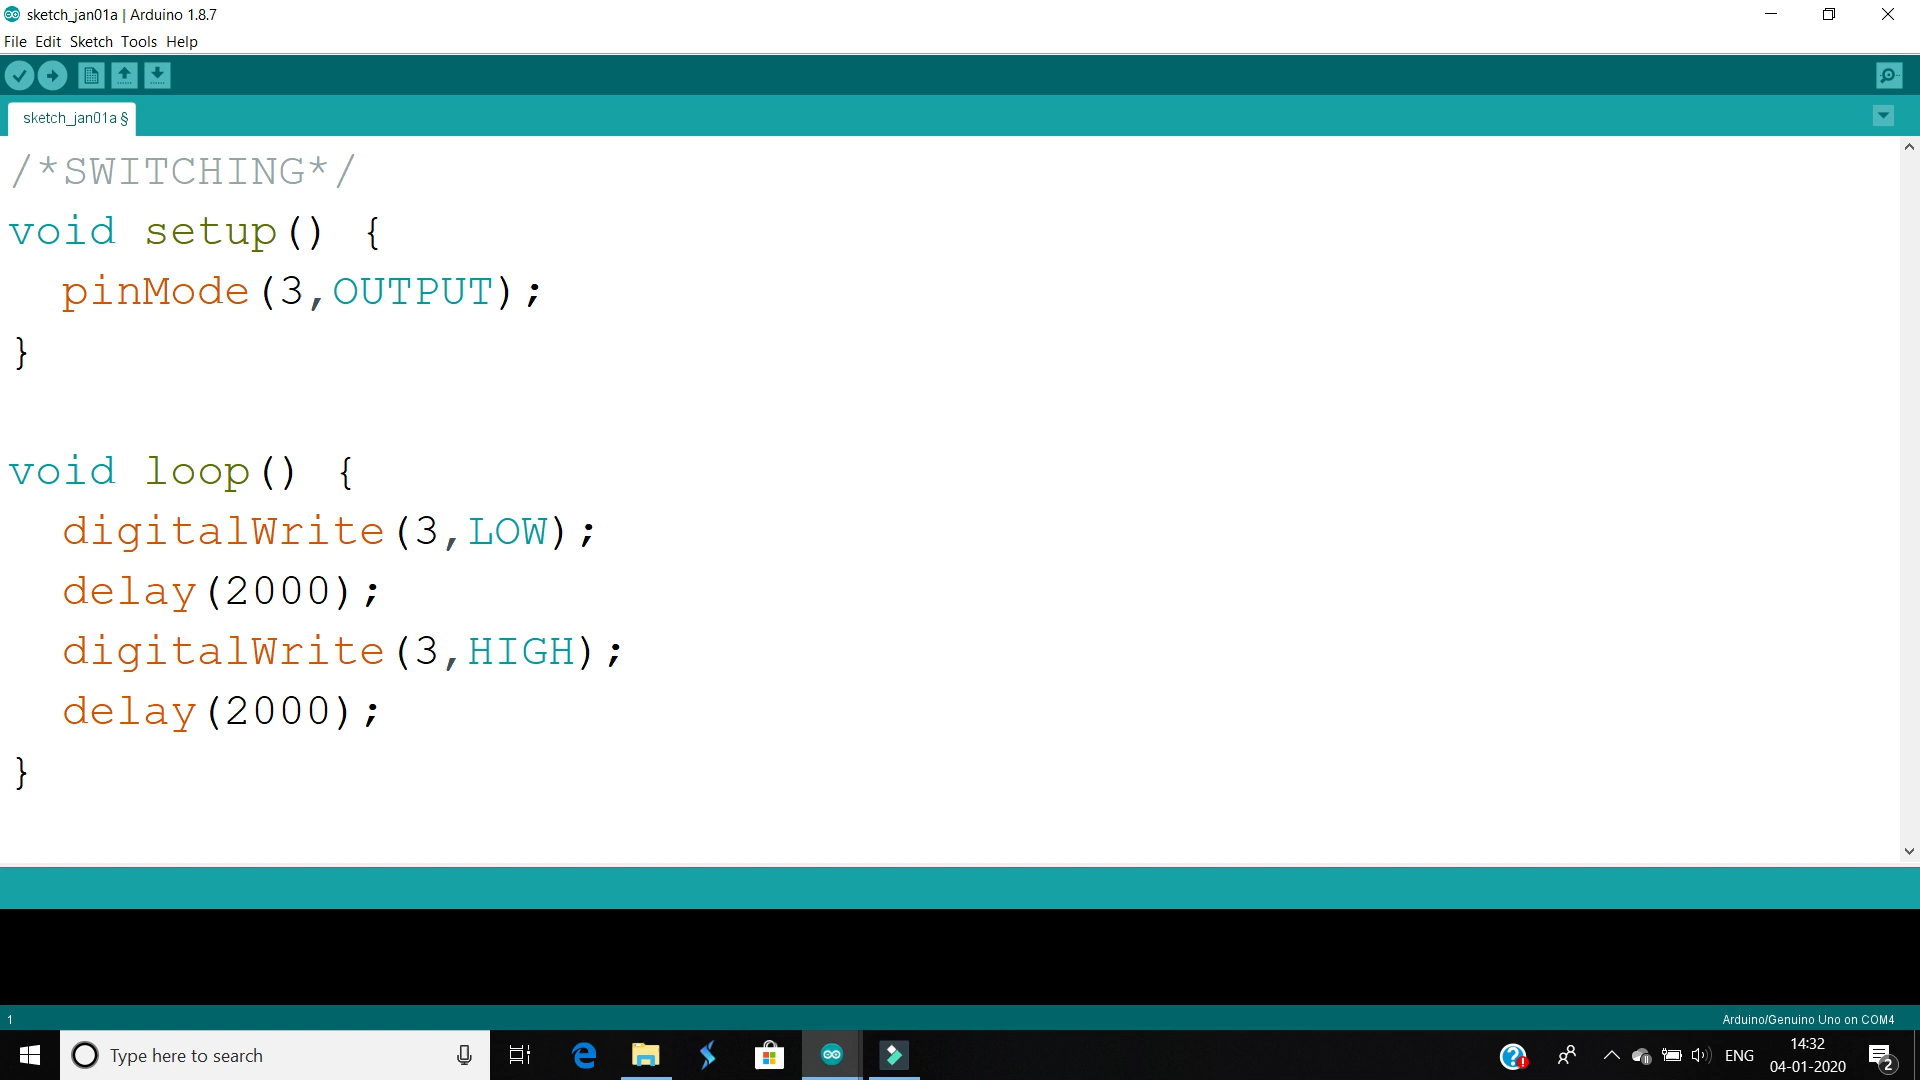 sketch_jan01a | Arduino 1.8.7
File Edit Sketch Tools Help
sketch_jan01a §
/*SWITCHING*/
void setup() {
  pinMode(3,OUTPUT);
}
void loop() {
  digitalWrite(3,LOW);
  delay(2000);
  digitalWrite(3,HIGH);
  delay(2000);
}
1
Arduino/Genuino Uno on COM4
Type here to search
ENG
14:32
04-01-2020
2